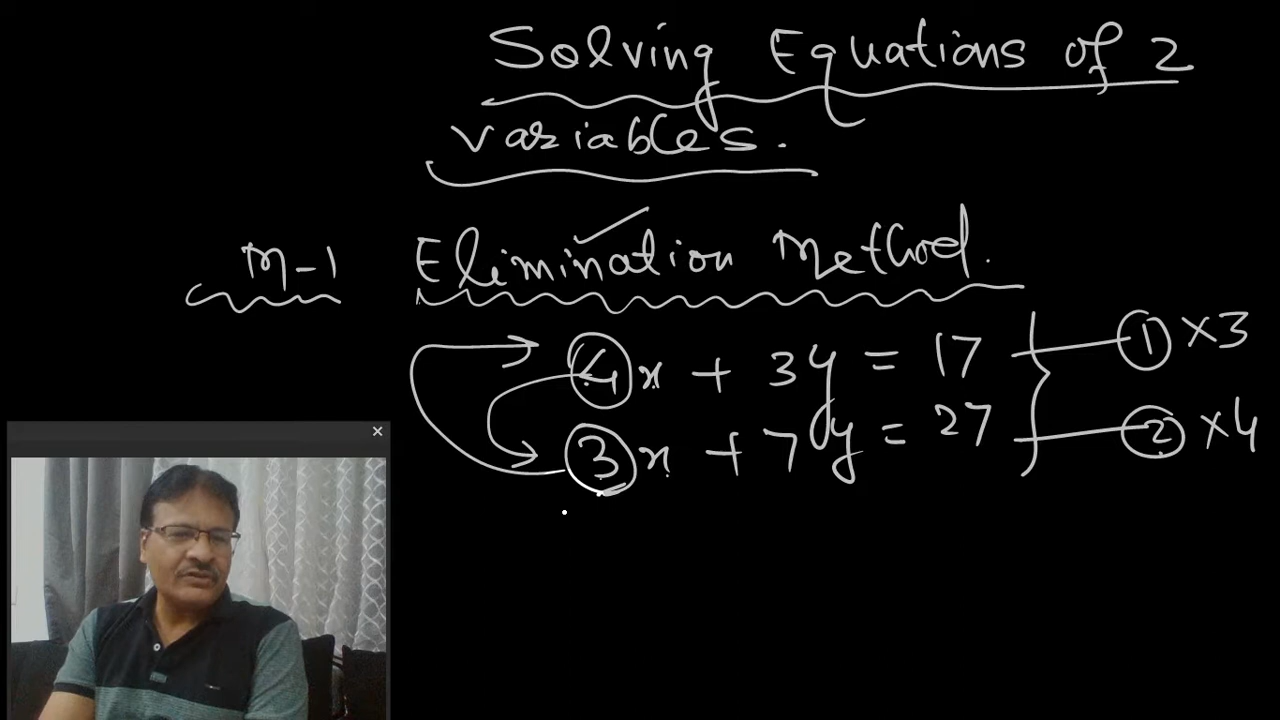 Solving Equations of 2
variables.
M-1 Elimination Method.
4x + 3y = 17 } ① ×3
3x + 7y = 27 } ② ×4